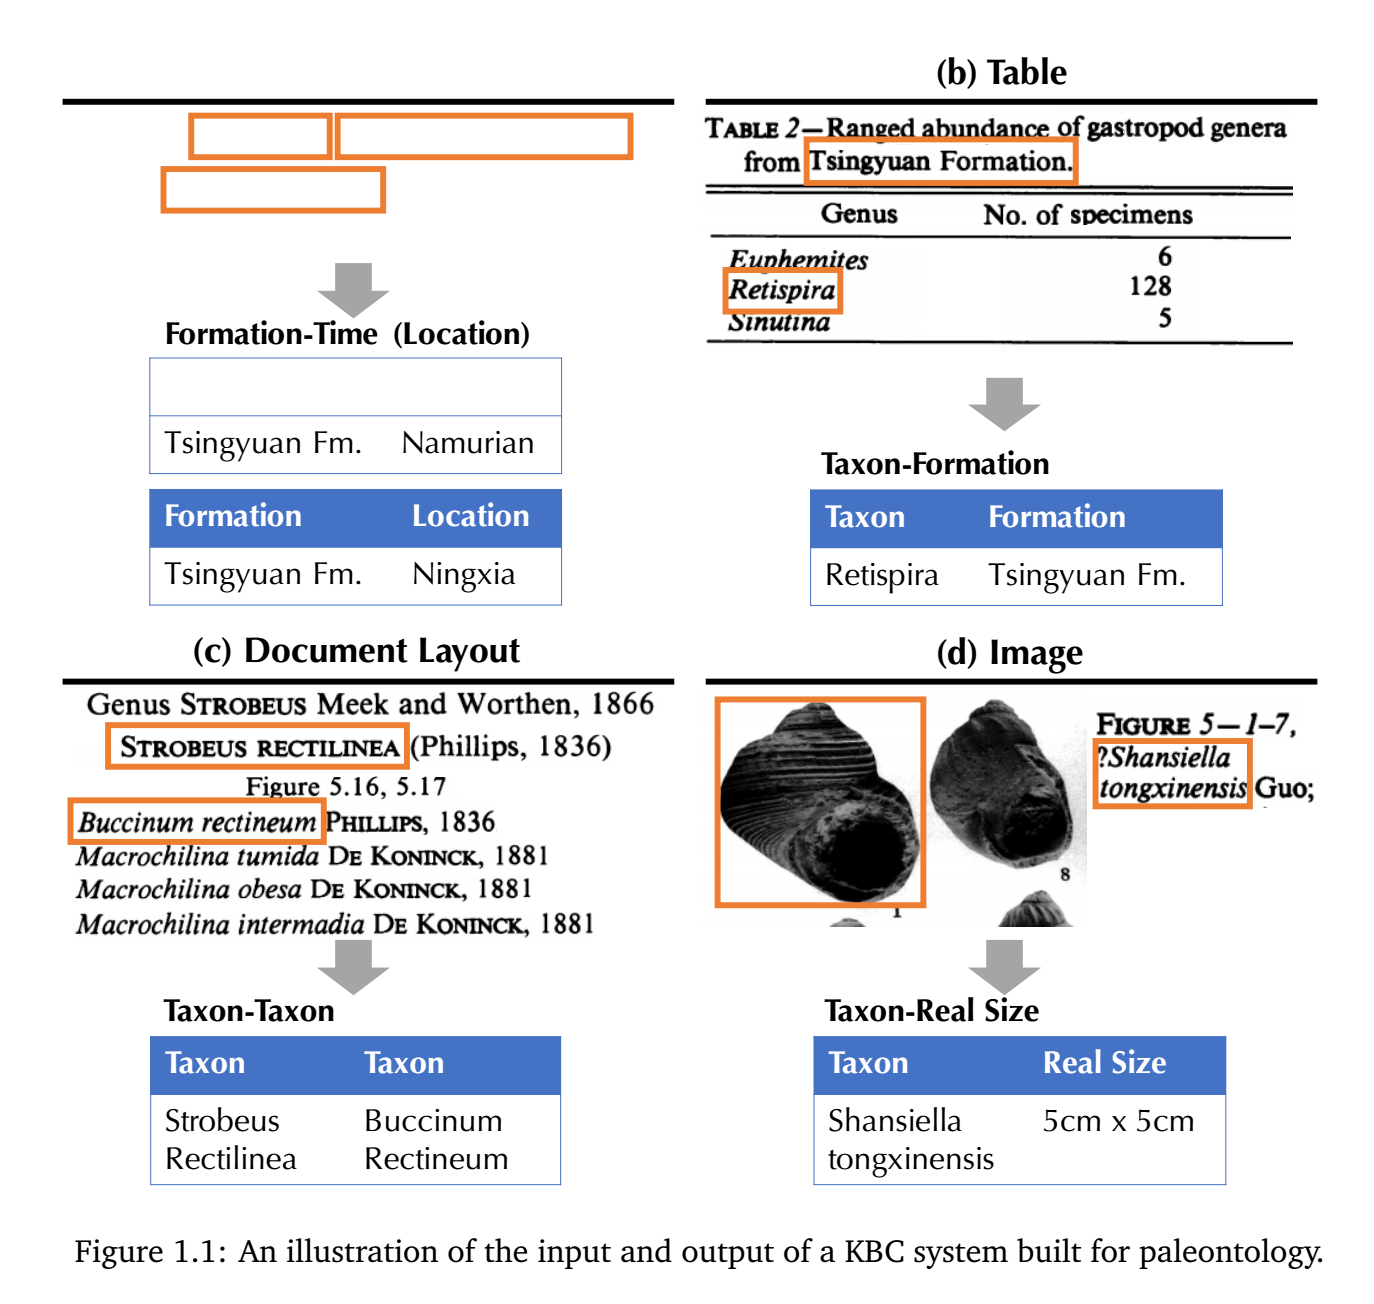 (b) Table
TABLE 2—Ranged abundance of gastropod genera
from Tsingyuan Formation.
Genus No. of specimens
Euphemites 6
Retispira 128
Sinutina 5
Formation-Time (Location)
Tsingyuan Fm. Namurian
Formation Location
Tsingyuan Fm. Ningxia
Taxon-Formation
Taxon Formation
Retispira Tsingyuan Fm.
(c) Document Layout
Genus STROBEUS Meek and Worthen, 1866
STROBEUS RECTILINEA (Phillips, 1836)
Figure 5.16, 5.17
Buccinum rectineum PHILLIPS, 1836
Macrochilina tumida DE KONINCK, 1881
Macrochilina obesa DE KONINCK, 1881
Macrochilina intermadia DE KONINCK, 1881
Taxon-Taxon
Taxon Taxon
Strobeus Buccinum
Rectilinea Rectineum
(d) Image
FIGURE 5—1–7,
?Shansiella
tongxinensis Guo;
8
1
Taxon-Real Size
Taxon Real Size
Shansiella 5cm x 5cm
tongxinensis
Figure 1.1: An illustration of the input and output of a KBC system built for paleontology.